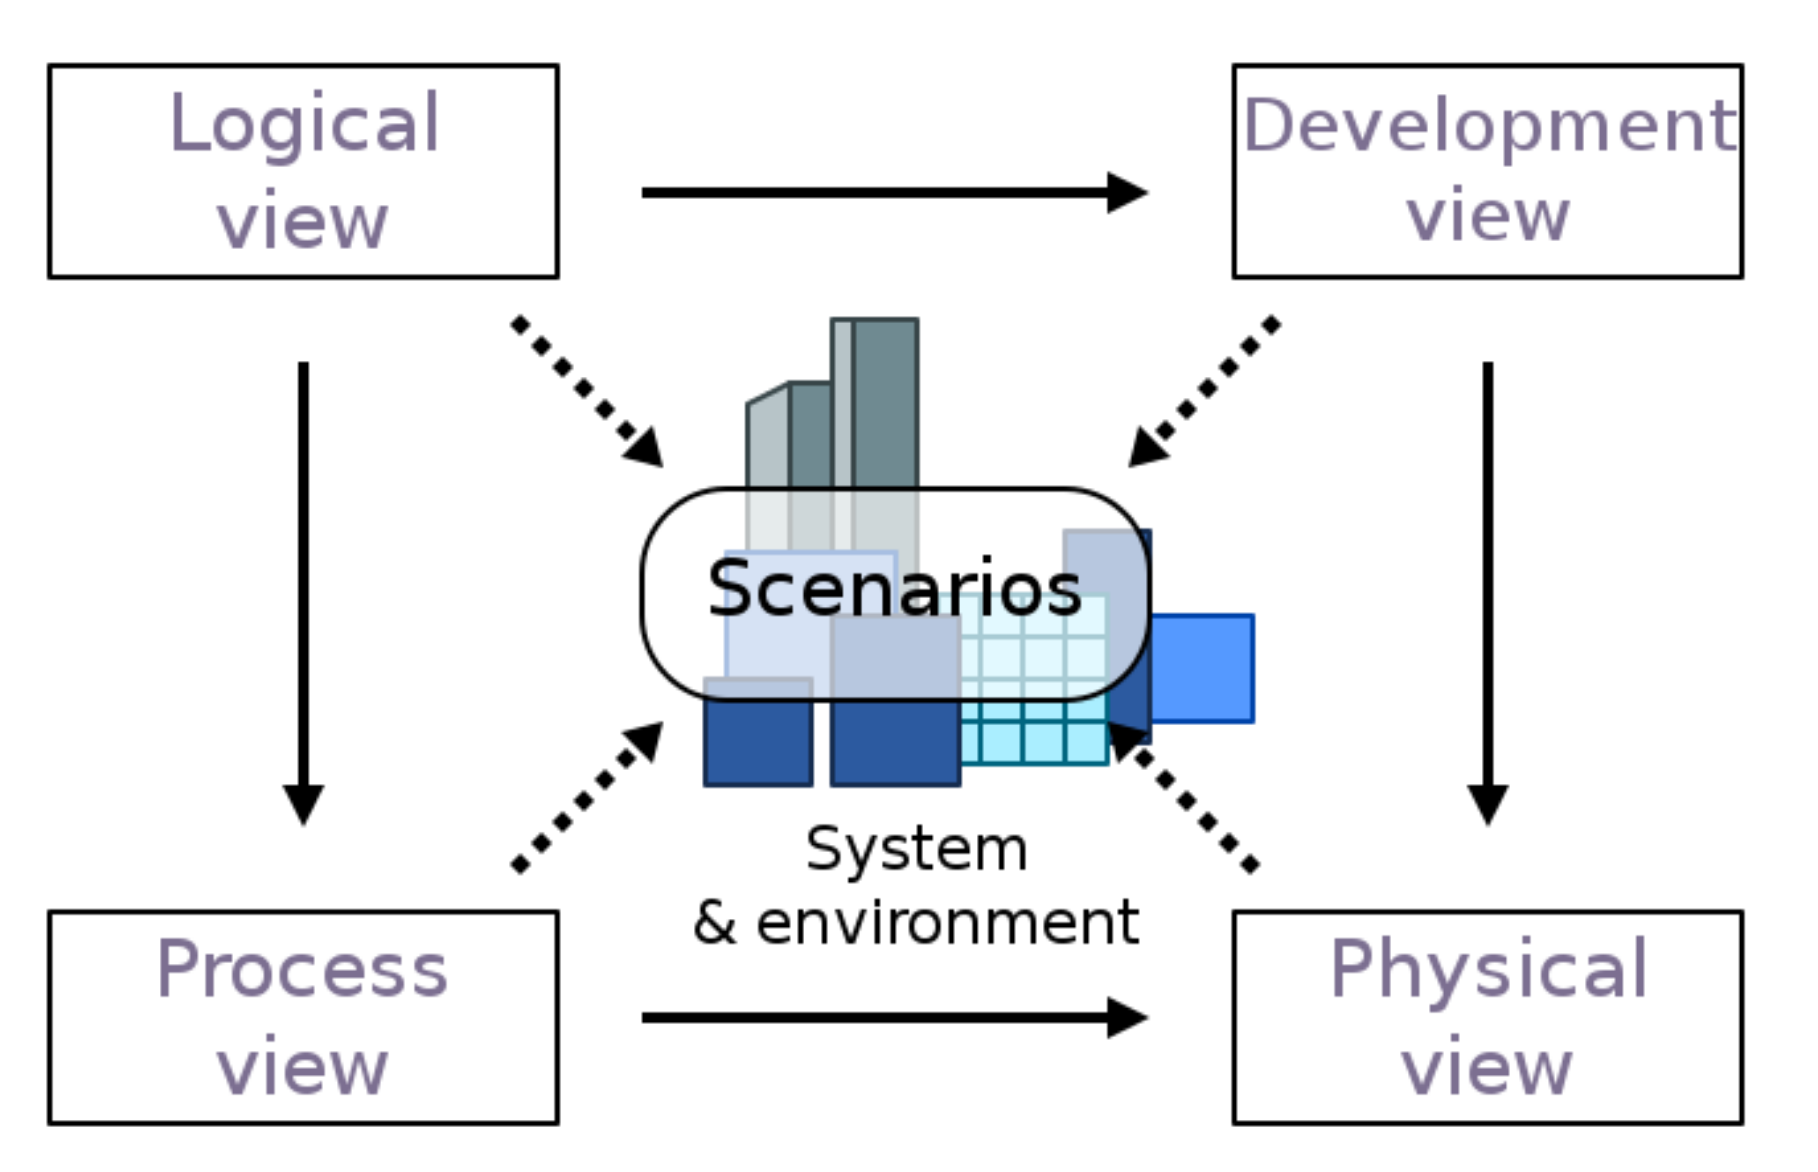 Logical
view
Development
view
Scenarios
System
& environment
Process
view
Physical
view